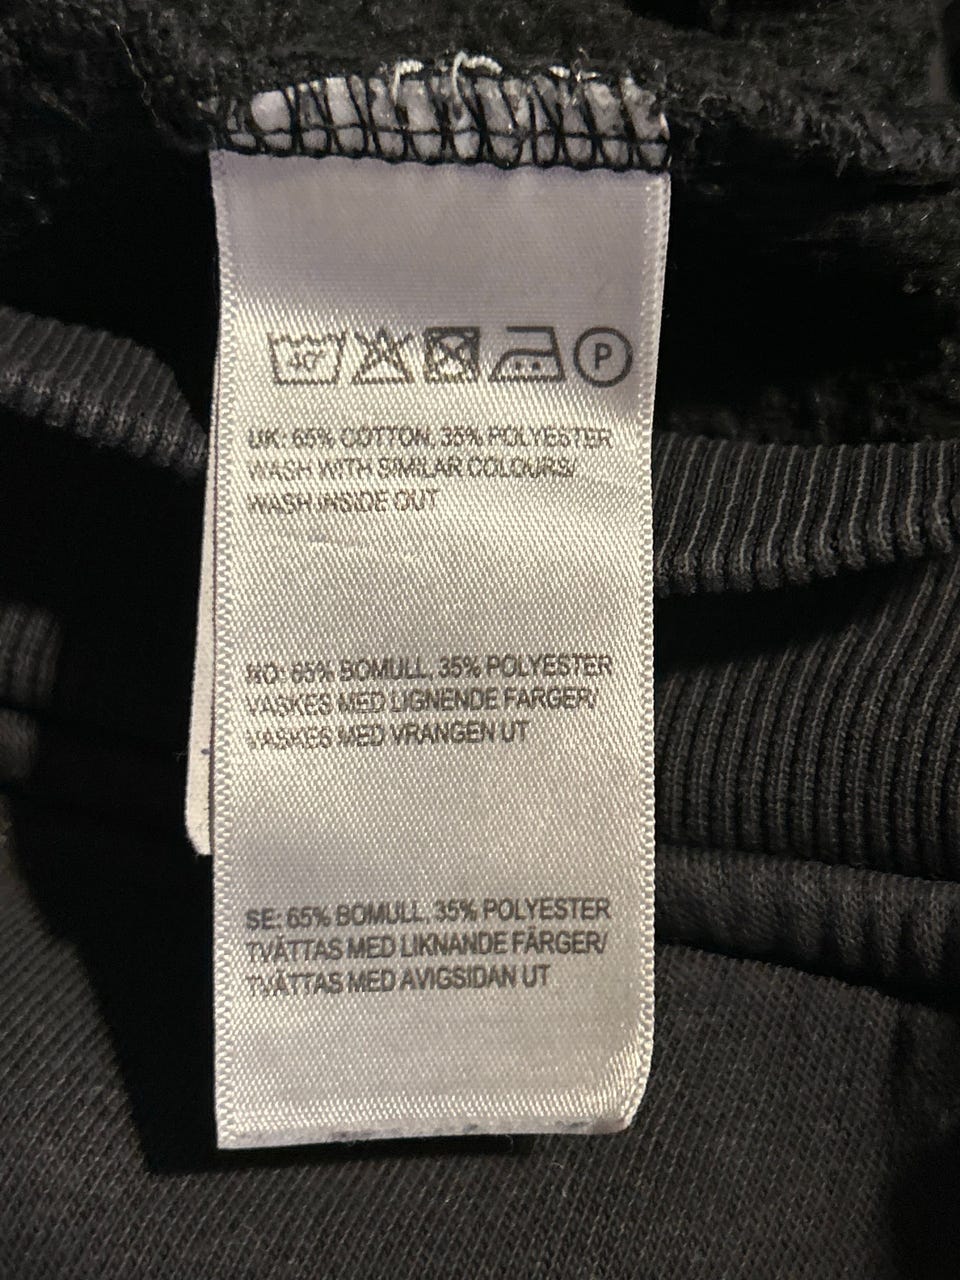 40° P
UK: 65% COTTON, 35% POLYESTER
WASH WITH SIMILAR COLOURS/
WASH INSIDE OUT
NO: 65% BOMULL, 35% POLYESTER
VASKES MED LIGNENDE FARGER/
VASKES MED VRANGEN UT
SE: 65% BOMULL, 35% POLYESTER
TVÄTTAS MED LIKNANDE FÄRGER/
TVÄTTAS MED AVIGSIDAN UT